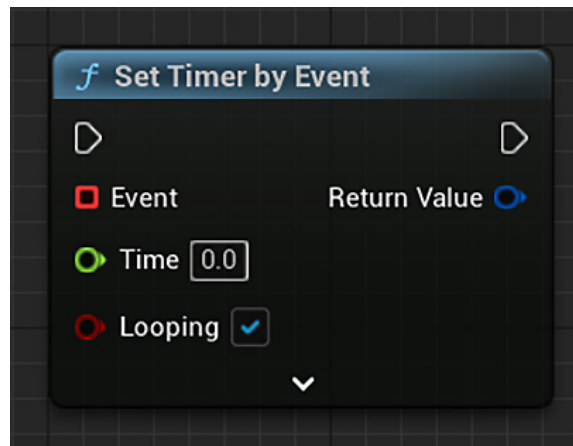 f Set Timer by Event
Event
Return Value
Time 0.0
Looping